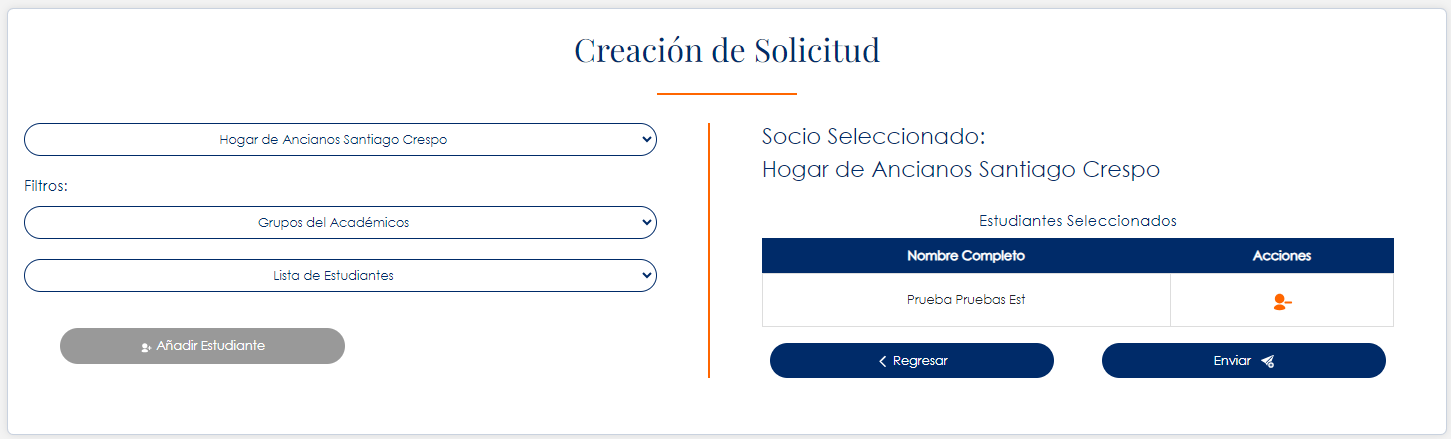 Creación de Solicitud
Hogar de Ancianos Santiago Crespo
Filtros:
Grupos del Académicos
Lista de Estudiantes
Añadir Estudiante
Socio Seleccionado:
Hogar de Ancianos Santiago Crespo
Estudiantes Seleccionados
Nombre Completo Acciones
Prueba Pruebas Est
Regresar Enviar